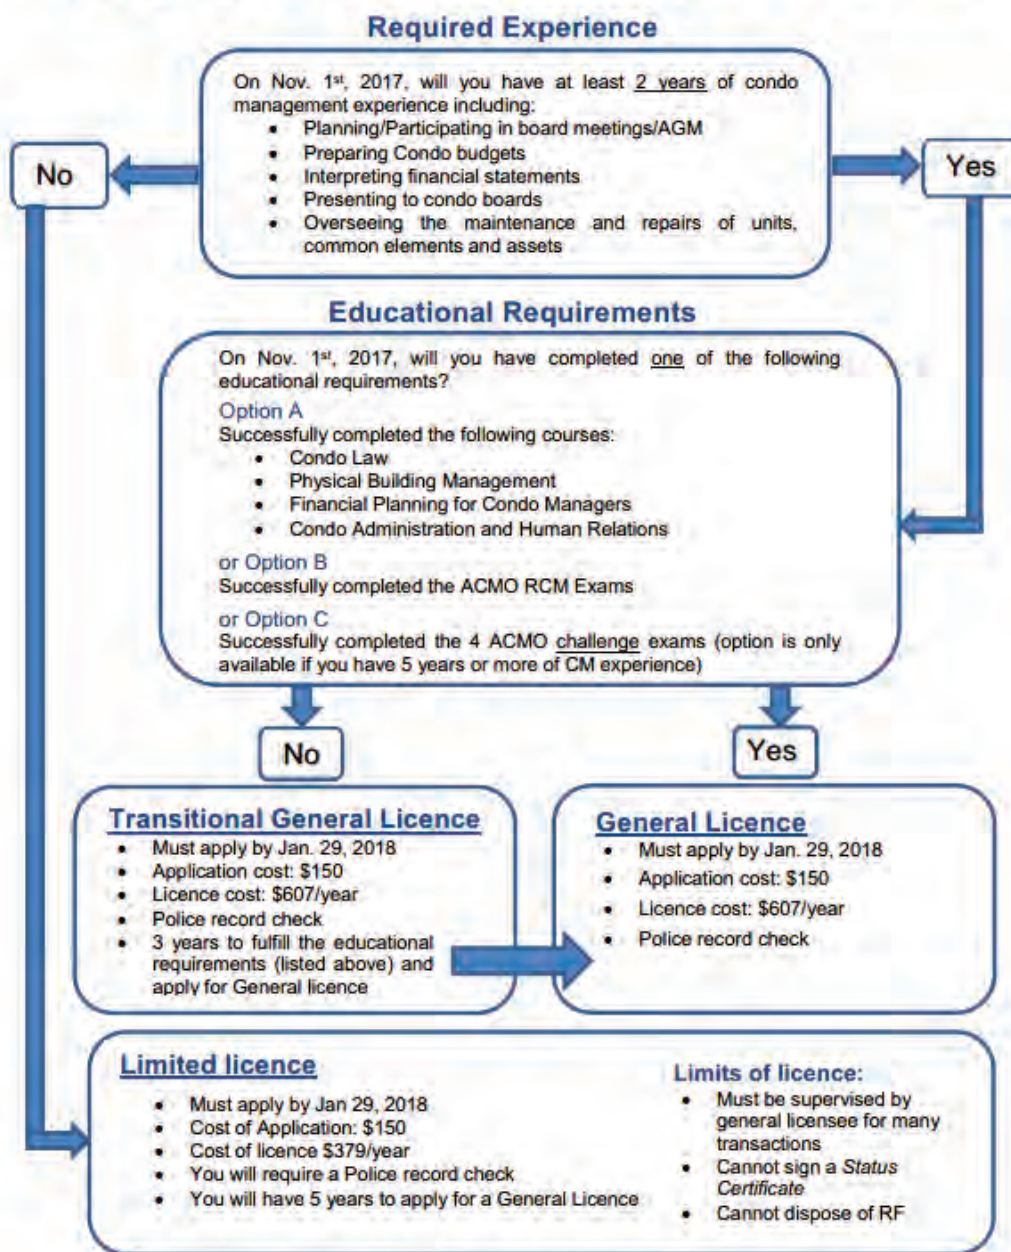 Required Experience
On Nov. 1st, 2017, will you have at least 2 years of condo
management experience including:
• Planning/Participating in board meetings/AGM
• Preparing Condo budgets
• Interpreting financial statements
• Presenting to condo boards
• Overseeing the maintenance and repairs of units,
common elements and assets
No
Yes
Educational Requirements
On Nov. 1st, 2017, will you have completed one of the following
educational requirements?
Option A
Successfully completed the following courses:
• Condo Law
• Physical Building Management
• Financial Planning for Condo Managers
• Condo Administration and Human Relations
or Option B
Successfully completed the ACMO RCM Exams
or Option C
Successfully completed the 4 ACMO challenge exams (option is only
available if you have 5 years or more of CM experience)
No
Yes
Transitional General Licence
• Must apply by Jan. 29, 2018
• Application cost: $150
• Licence cost: $607/year
• Police record check
• 3 years to fulfill the educational
requirements (listed above) and
apply for General licence
General Licence
• Must apply by Jan. 29, 2018
• Application cost: $150
• Licence cost: $607/year
• Police record check
Limited licence
• Must apply by Jan 29, 2018
• Cost of Application: $150
• Cost of licence $379/year
• You will require a Police record check
• You will have 5 years to apply for a General Licence
Limits of licence:
• Must be supervised by
general licensee for many
transactions
• Cannot sign a Status
Certificate
• Cannot dispose of RF